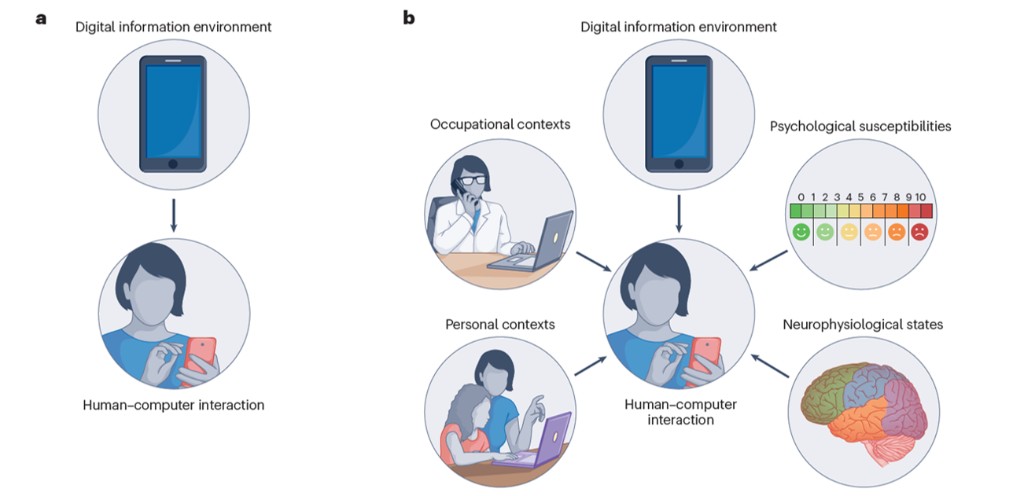 a
Digital information environment
Human–computer interaction
b
Digital information environment
Occupational contexts
Psychological susceptibilities
0 1 2 3 4 5 6 7 8 9 10
Personal contexts
Neurophysiological states
Human–computer
interaction